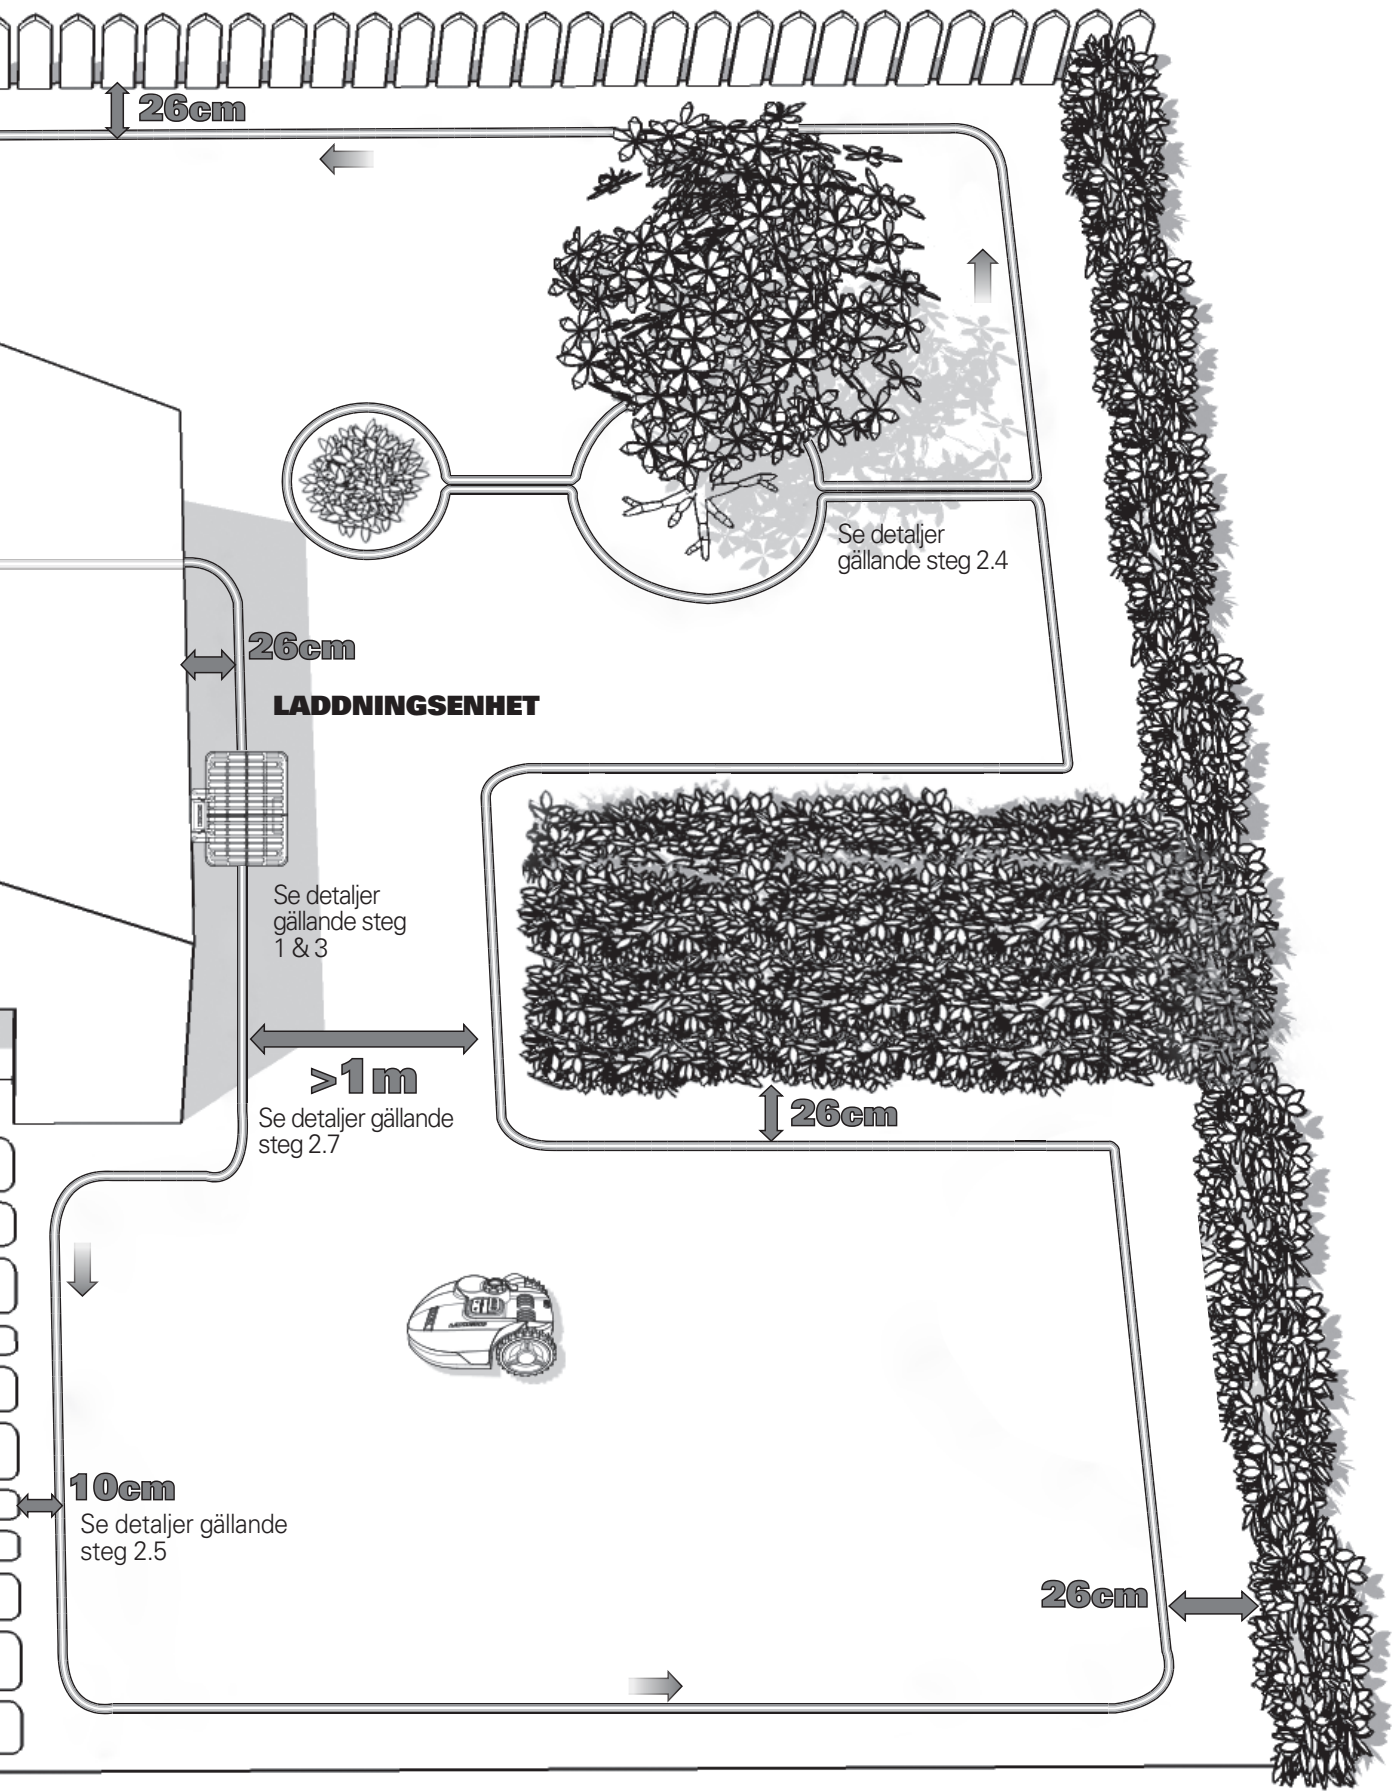 26cm
Se detaljer
gällande steg 2.4
26cm
LADDNINGSENHET
Se detaljer
gällande steg
1 & 3
>1m
Se detaljer gällande
steg 2.7
26cm
10cm
Se detaljer gällande
steg 2.5
26cm